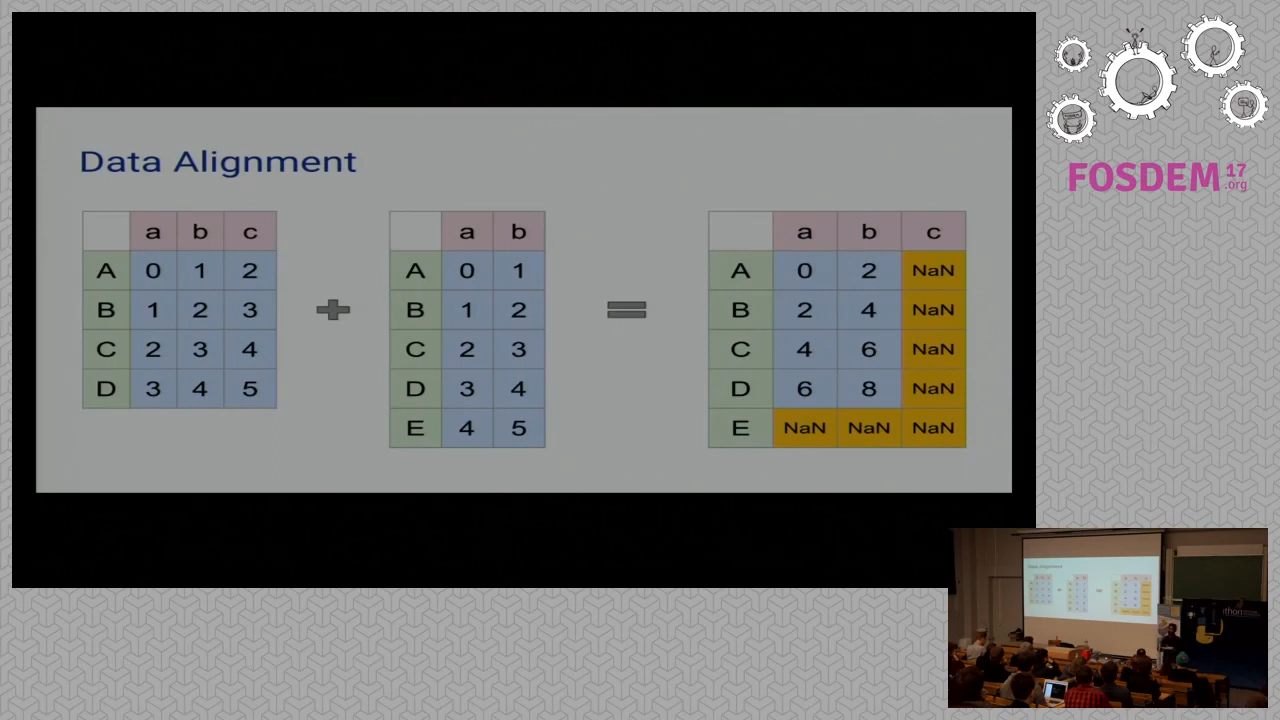 Data Alignment
a b c
A 0 1 2
B 1 2 3
C 2 3 4
D 3 4 5
+
a b
A 0 1
B 1 2
C 2 3
D 3 4
E 4 5
=
a b c
A 0 2 NaN
B 2 4 NaN
C 4 6 NaN
D 6 8 NaN
E NaN NaN NaN
FOSDEM 17
.org
Data Alignment